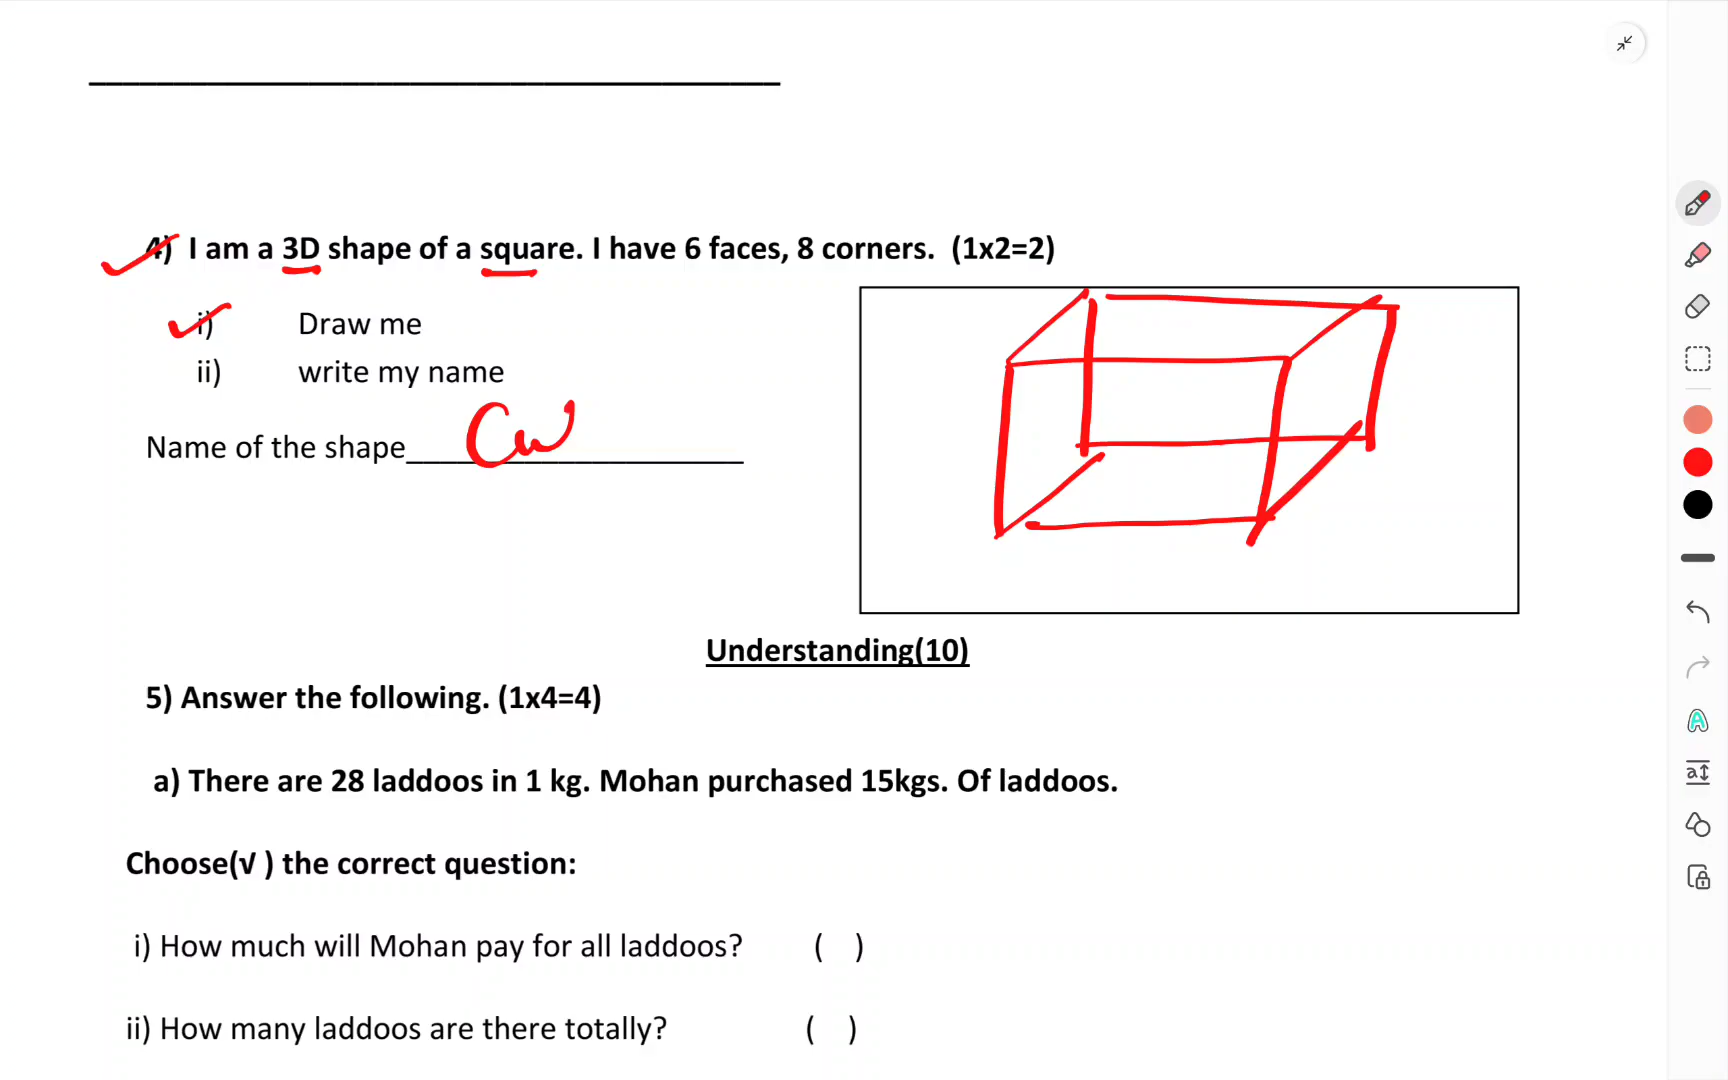 4) I am a 3D shape of a square. I have 6 faces, 8 corners. (1x2=2)
i) Draw me
ii) write my name
Name of the shape____________________
Understanding(10)
5) Answer the following. (1x4=4)
a) There are 28 laddoos in 1 kg. Mohan purchased 15kgs. Of laddoos.
Choose(√ ) the correct question:
i) How much will Mohan pay for all laddoos? ( )
ii) How many laddoos are there totally? ( )